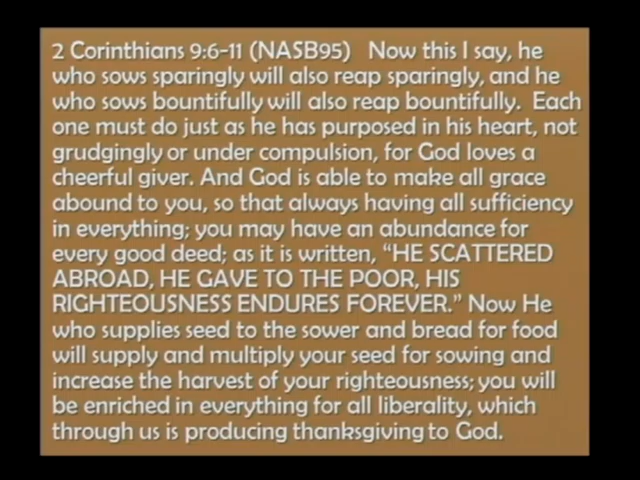 2 Corinthians 9:6-11 (NASB95)   Now this I say, he
who sows sparingly will also reap sparingly, and he
who sows bountifully will also reap bountifully.  Each
one must do just as he has purposed in his heart, not
grudgingly or under compulsion, for God loves a
cheerful giver. And God is able to make all grace
abound to you, so that always having all sufficiency
in everything; you may have an abundance for
every good deed; as it is written, “HE SCATTERED
ABROAD, HE GAVE TO THE POOR, HIS
RIGHTEOUSNESS ENDURES FOREVER.” Now He
who supplies seed to the sower and bread for food
will supply and multiply your seed for sowing and
increase the harvest of your righteousness; you will
be enriched in everything for all liberality, which
through us is producing thanksgiving to God.